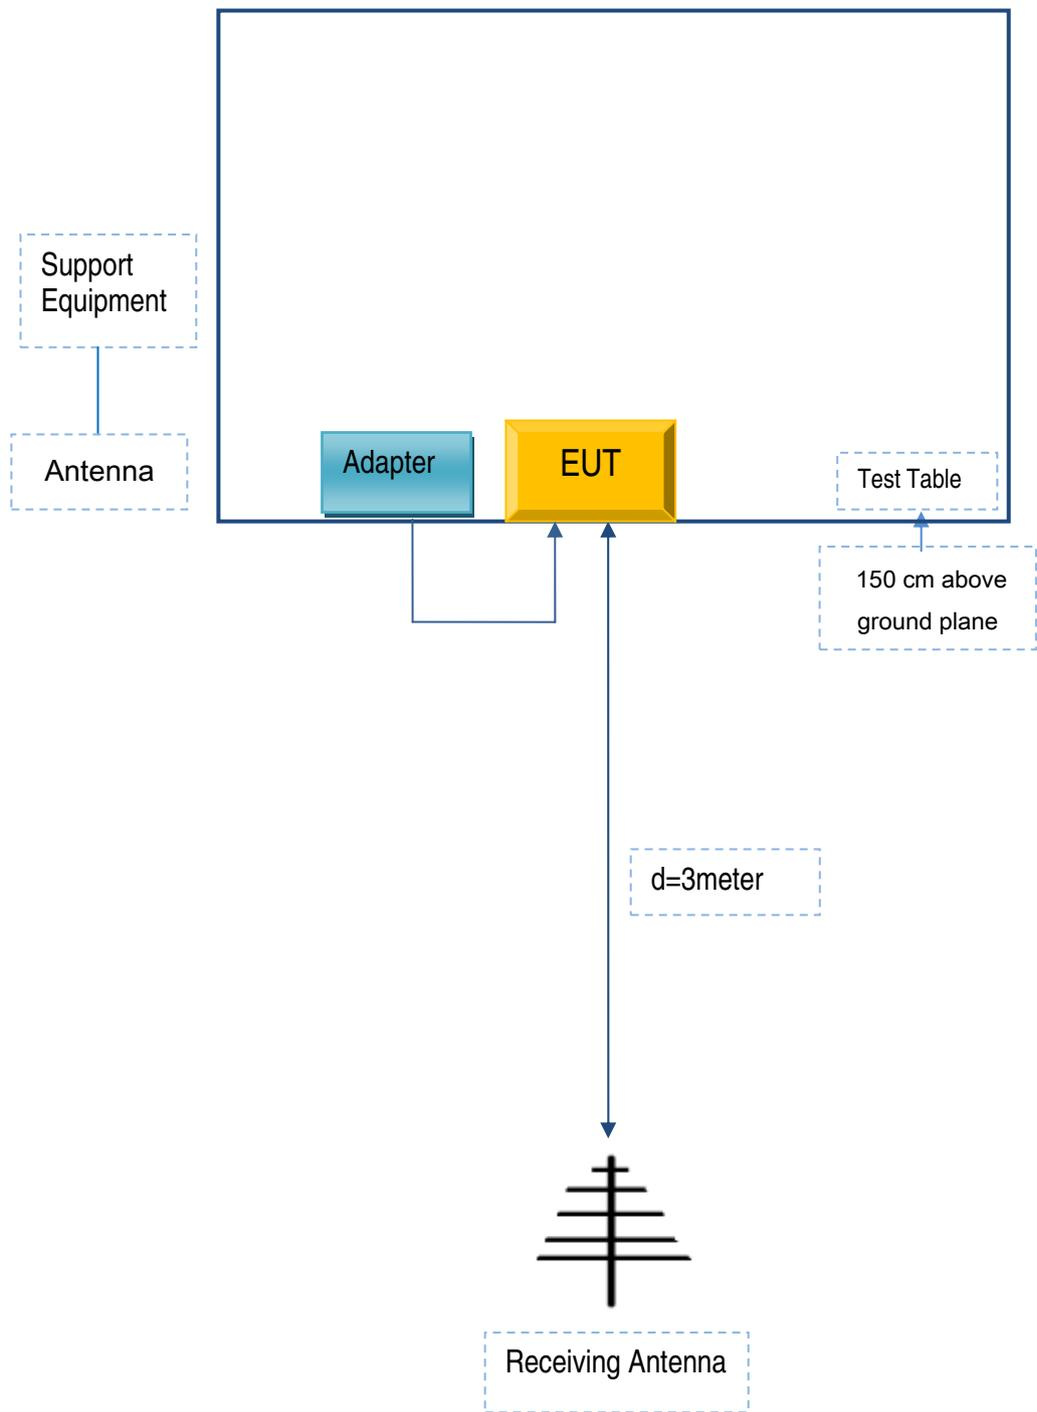 Support
Equipment
Antenna
Adapter
EUT
Test Table
150 cm above
ground plane
d=3meter
Receiving Antenna